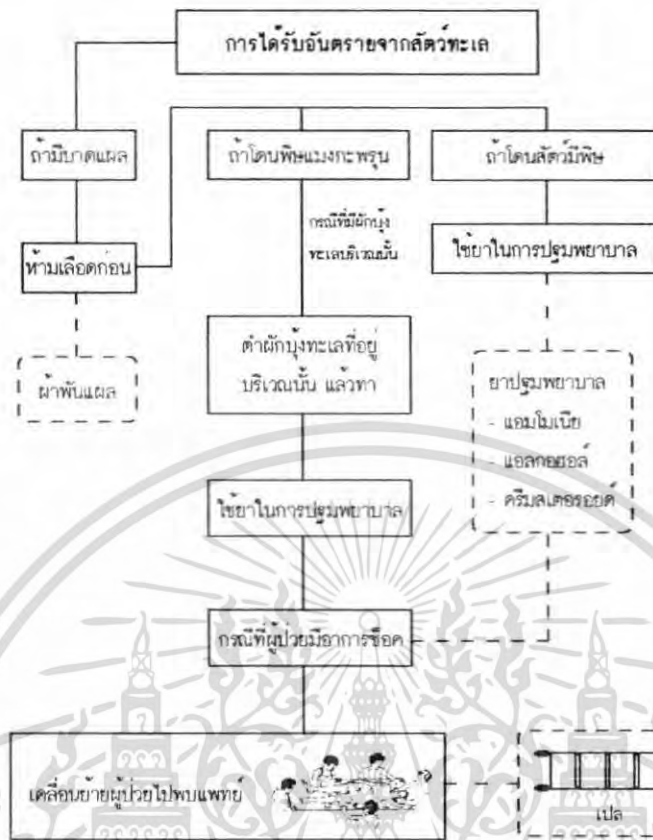 การได้รับอันตรายจากสัตว์ทะเล
ถ้ามีบาดแผล
ถ้าโดนพิษแมงกะพรุน
ถ้าโดนสัตว์มีพิษ
กรณีที่มีผักบุ้ง
ทะเลบริเวณนั้น
ห้ามเลือดก่อน
ใช้ยาในการปฐมพยาบาล
ผ้าพันแผล
ตำผักบุ้งทะเลที่อยู่
บริเวณนั้น แล้วทา
ยาปฐมพยาบาล
- แอมโมเนีย
- แอลกอฮอล์
- ครีมสเตอรอยด์
ใช้ยาในการปฐมพยาบาล
กรณีที่ผู้ป่วยมีอาการช็อค
เคลื่อนย้ายผู้ป่วยไปพบแพทย์
เปล